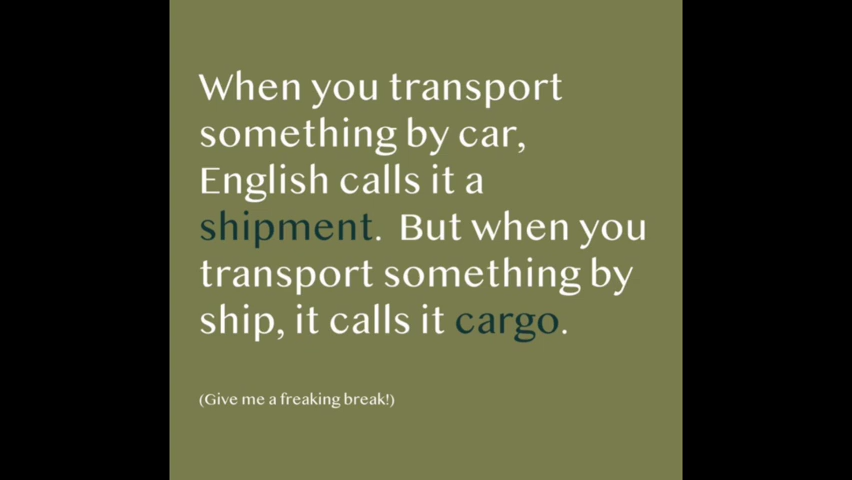 When you transport
something by car,
English calls it a
shipment. But when you
transport something by
ship, it calls it cargo.
(Give me a freaking break!)